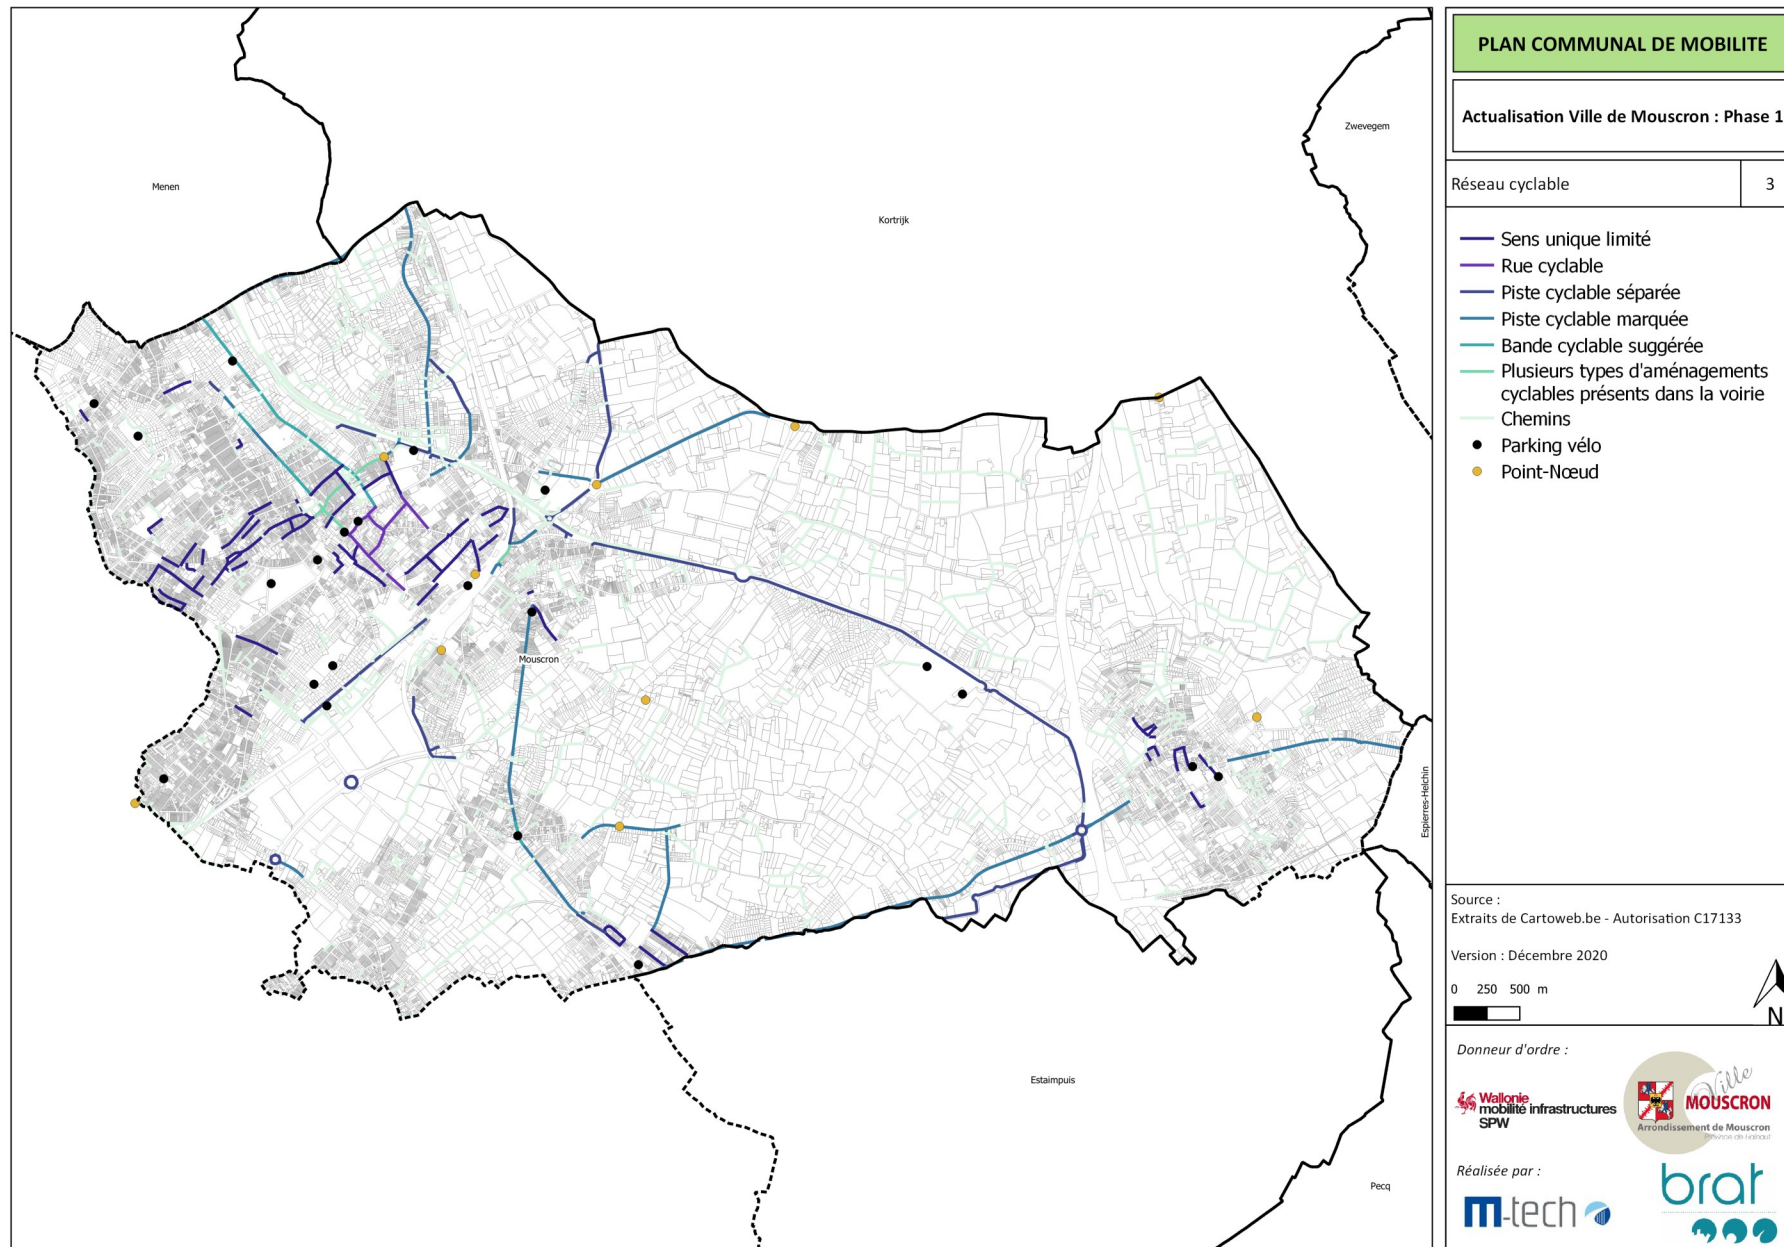 PLAN COMMUNAL DE MOBILITE
Actualisation Ville de Mouscron : Phase 1
Réseau cyclable
3
Sens unique limité
Rue cyclable
Piste cyclable séparée
Piste cyclable marquée
Bande cyclable suggérée
Plusieurs types d'aménagements
cyclables présents dans la voirie
Chemins
Parking vélo
Point-Nœud
Zwevegem
Menen
Kortrijk
Mouscron
Espierres-Helchin
Estaimpuis
Pecq
Source :
Extraits de Cartoweb.be - Autorisation C17133
Version : Décembre 2020
0 250 500 m
N
Donneur d'ordre :
Wallonie
mobilité infrastructures
SPW
Ville
MOUSCRON
Arrondissement de Mouscron
Province de Hainaut
Réalisée par :
m-tech
brat